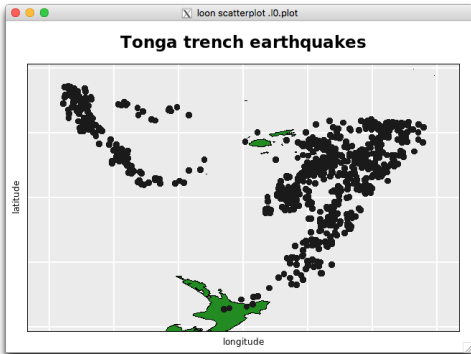 loon scatterplot .l0.plot
Tonga trench earthquakes
latitude
longitude